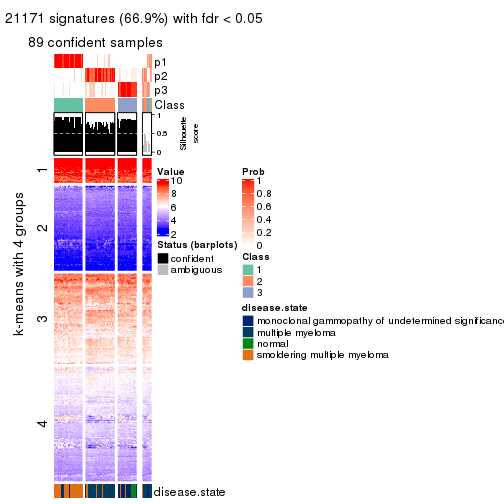 21171 signatures (66.9%) with fdr < 0.05
89 confident samples
p1
p2
p3
Class
1
0.5
0
Silhouette
score
k-means with 4 groups
1
2
3
4
disease.state
Value
10
8
6
4
2
Status (barplots)
confident
ambiguous
Prob
1
0.8
0.6
0.4
0.2
0
Class
1
2
3
disease.state
monoclonal gammopathy of undetermined significance
multiple myeloma
normal
smoldering multiple myeloma